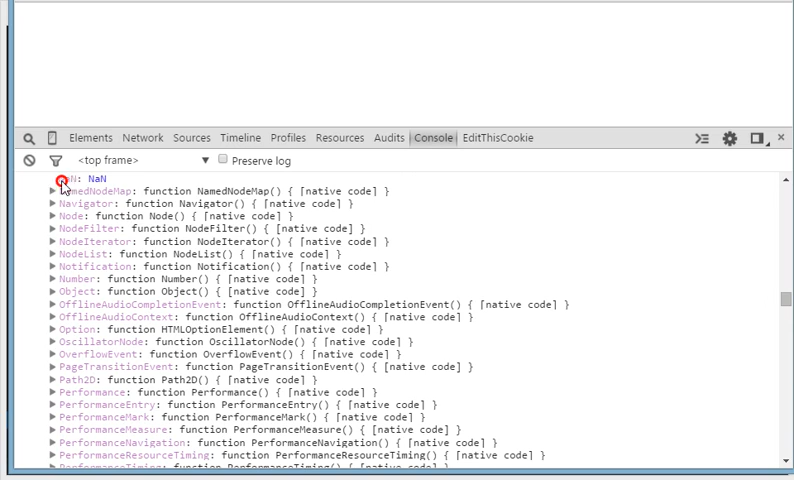 Elements Network Sources Timeline Profiles Resources Audits Console EditThisCookie
<top frame> Preserve log
NaN
NamedNodeMap: function NamedNodeMap() { [native code] }
Navigator: function Navigator() { [native code] }
Node: function Node() { [native code] }
NodeFilter: function NodeFilter() { [native code] }
NodeIterator: function NodeIterator() { [native code] }
NodeList: function NodeList() { [native code] }
Notification: function Notification() { [native code] }
Number: function Number() { [native code] }
Object: function Object() { [native code] }
OfflineAudioCompletionEvent: function OfflineAudioCompletionEvent() { [native code] }
OfflineAudioContext: function OfflineAudioContext() { [native code] }
Option: function HTMLOptionElement() { [native code] }
OscillatorNode: function OscillatorNode() { [native code] }
OverflowEvent: function OverflowEvent() { [native code] }
PageTransitionEvent: function PageTransitionEvent() { [native code] }
Path2D: function Path2D() { [native code] }
Performance: function Performance() { [native code] }
PerformanceEntry: function PerformanceEntry() { [native code] }
PerformanceMark: function PerformanceMark() { [native code] }
PerformanceMeasure: function PerformanceMeasure() { [native code] }
PerformanceNavigation: function PerformanceNavigation() { [native code] }
PerformanceResourceTiming: function PerformanceResourceTiming() { [native code] }